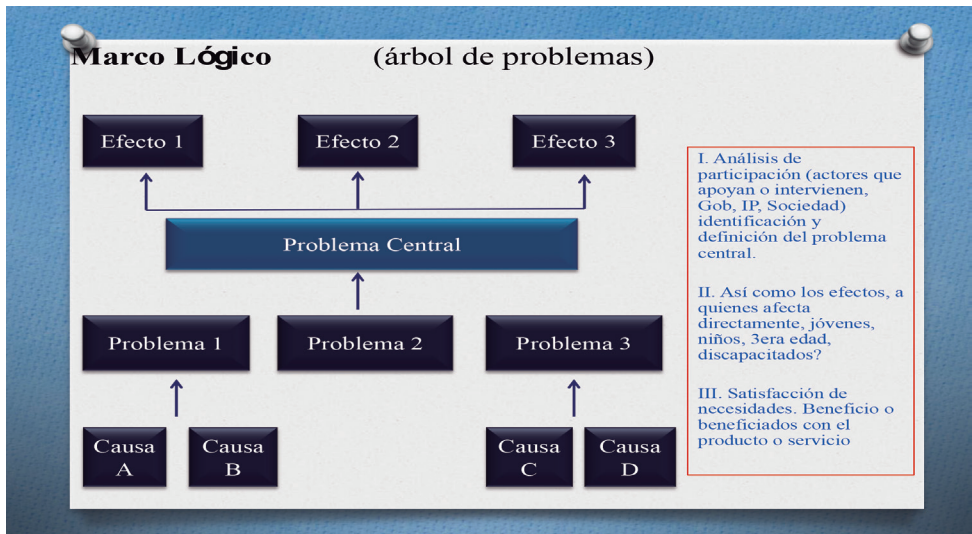 Marco Lógico (árbol de problemas)
Efecto 1 Efecto 2 Efecto 3
Problema Central
Problema 1 Problema 2 Problema 3
Causa A
Causa B
Causa C
Causa D
I. Análisis de
participación (actores que
apoyan o intervienen,
Gob, IP, Sociedad)
identificación y
definición del problema
central.
II. Así como los efectos, a
quienes afecta
directamente, jóvenes,
niños, 3era edad,
discapacitados?
III. Satisfacción de
necesidades. Beneficio o
beneficiados con el
producto o servicio